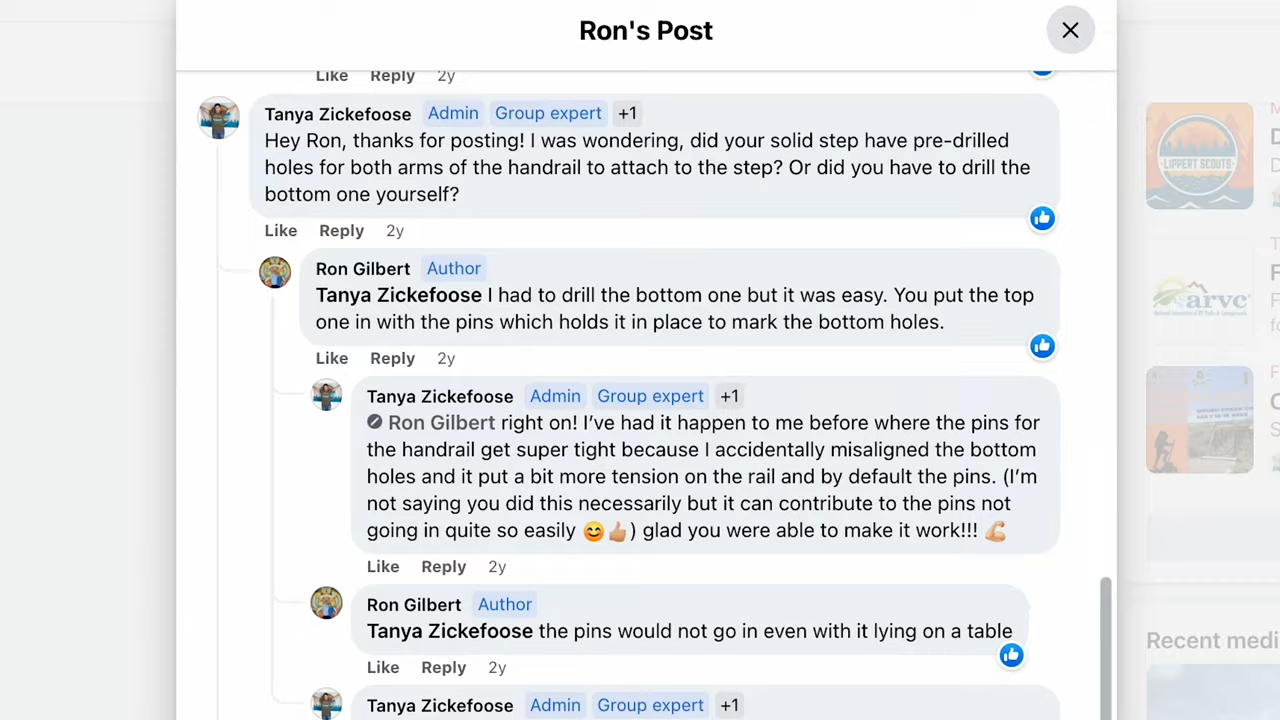 Ron's Post
Like Reply 2y
Tanya Zickefoose Admin Group expert +1
Hey Ron, thanks for posting! I was wondering, did your solid step have pre-drilled
holes for both arms of the handrail to attach to the step? Or did you have to drill the
bottom one yourself?
Like Reply 2y
Ron Gilbert Author
Tanya Zickefoose I had to drill the bottom one but it was easy. You put the top
one in with the pins which holds it in place to mark the bottom holes.
Like Reply 2y
Tanya Zickefoose Admin Group expert +1
Ron Gilbert right on! I’ve had it happen to me before where the pins for
the handrail get super tight because I accidentally misaligned the bottom
holes and it put a bit more tension on the rail and by default the pins. (I’m
not saying you did this necessarily but it can contribute to the pins not
going in quite so easily 😊👍🏼) glad you were able to make it work!!! 💪🏼
Like Reply 2y
Ron Gilbert Author
Tanya Zickefoose the pins would not go in even with it lying on a table
Like Reply 2y
Tanya Zickefoose Admin Group expert +1
LIPPERT SCOUTS
arvc
Recent medi